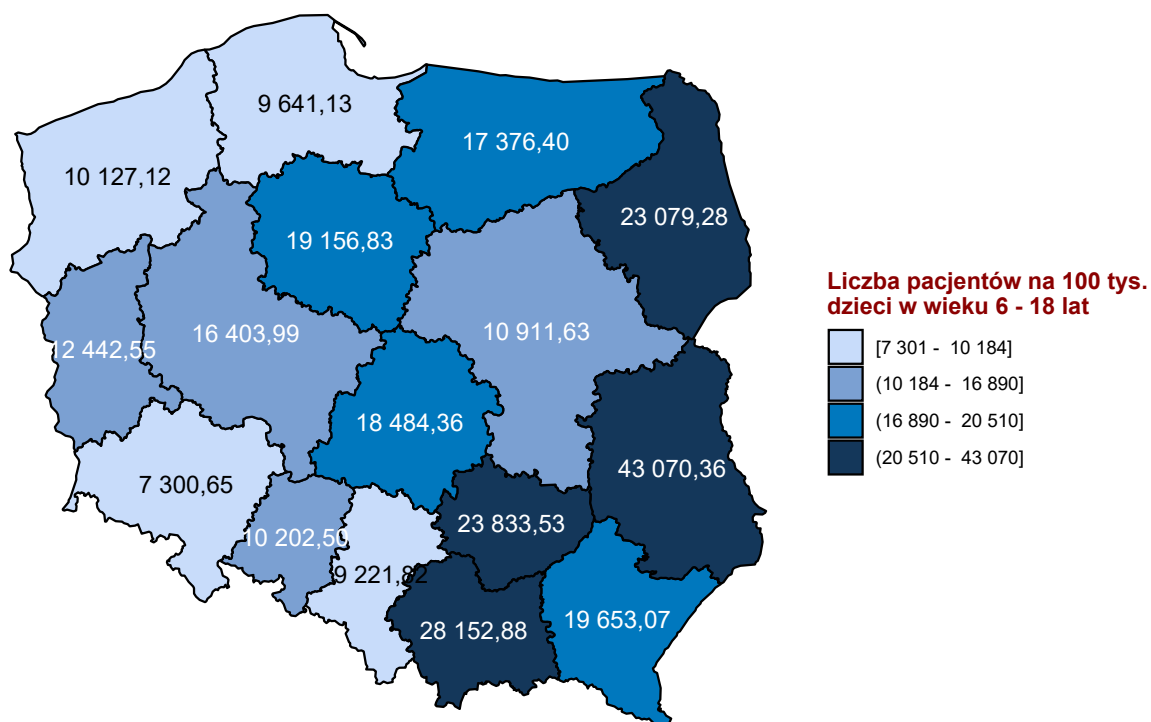 9 641,13
17 376,40
10 127,12
23 079,28
19 156,83
16 403,99
10 911,63
12 442,55
18 484,36
43 070,36
7 300,65
23 833,53
10 202,50
9 221,82
19 653,07
28 152,88
Liczba pacjentów na 100 tys.
dzieci w wieku 6 - 18 lat
[7 301 - 10 184]
(10 184 - 16 890]
(16 890 - 20 510]
(20 510 - 43 070]